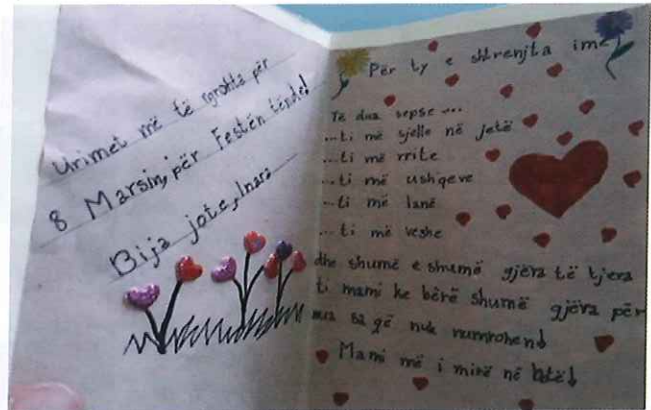 Urimet më të ngrohta për
8 Marsin, për Festën tënde!
Bija jote, Inara
Për ty e shtrenjta ime!
Të dua sepse...
...ti më sjelle në jetë
...ti më rrite
...ti më ushqeve
...ti më lanë
...ti më veshe
dhe shumë e shumë gjëra të tjera
ti mami ke bërë shumë gjëra për
mua sa që nuk numrohen!
Mami më i mirë në botë!